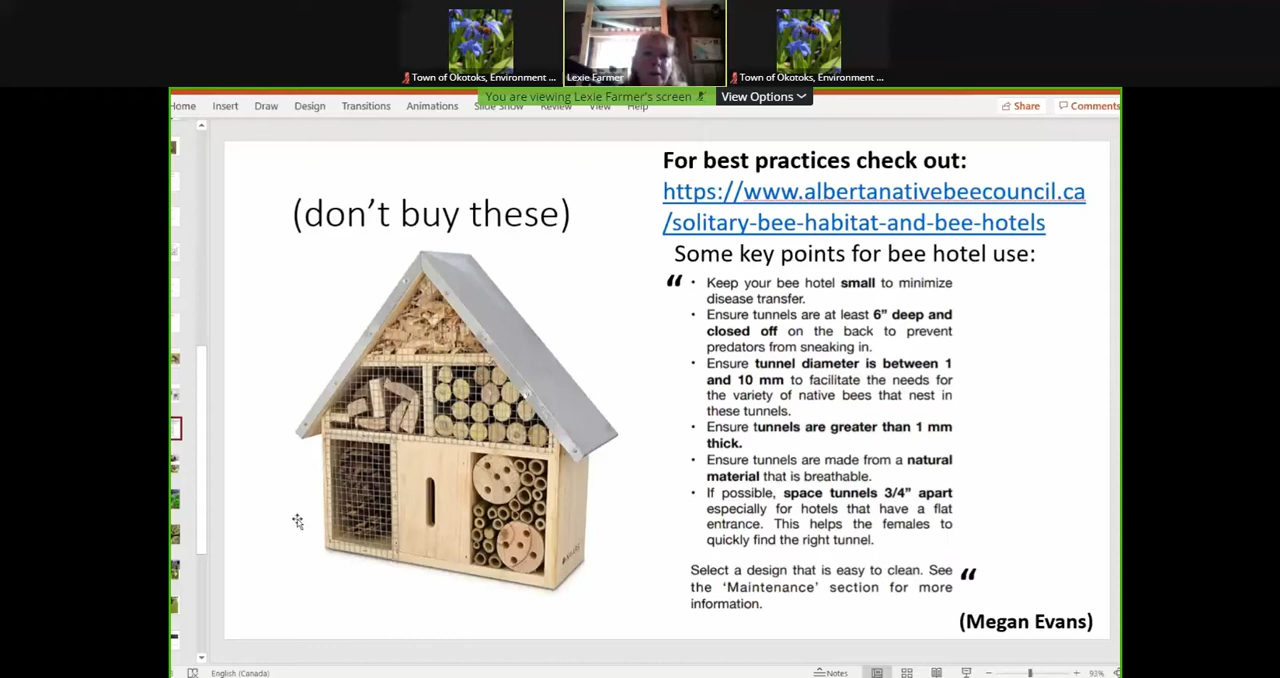 Town of Okotoks, Environment ...
Lexie Farmer
Town of Okotoks, Environment ...
You are viewing Lexie Farmer's screen
View Options
Home Insert Draw Design Transitions Animations Slide Show Review View Help
Share
Comments
(don't buy these)
For best practices check out:
https://www.albertanativebeecouncil.ca
/solitary-bee-habitat-and-bee-hotels
Some key points for bee hotel use:
“
• Keep your bee hotel small to minimize
disease transfer.
• Ensure tunnels are at least 6” deep and
closed off on the back to prevent
predators from sneaking in.
• Ensure tunnel diameter is between 1
and 10 mm to facilitate the needs for
the variety of native bees that nest in
these tunnels.
• Ensure tunnels are greater than 1 mm
thick.
• Ensure tunnels are made from a natural
material that is breathable.
• If possible, space tunnels 3/4” apart
especially for hotels that have a flat
entrance. This helps the females to
quickly find the right tunnel.
Select a design that is easy to clean. See
the ‘Maintenance’ section for more
information.
“
(Megan Evans)
English (Canada)
Notes
93%